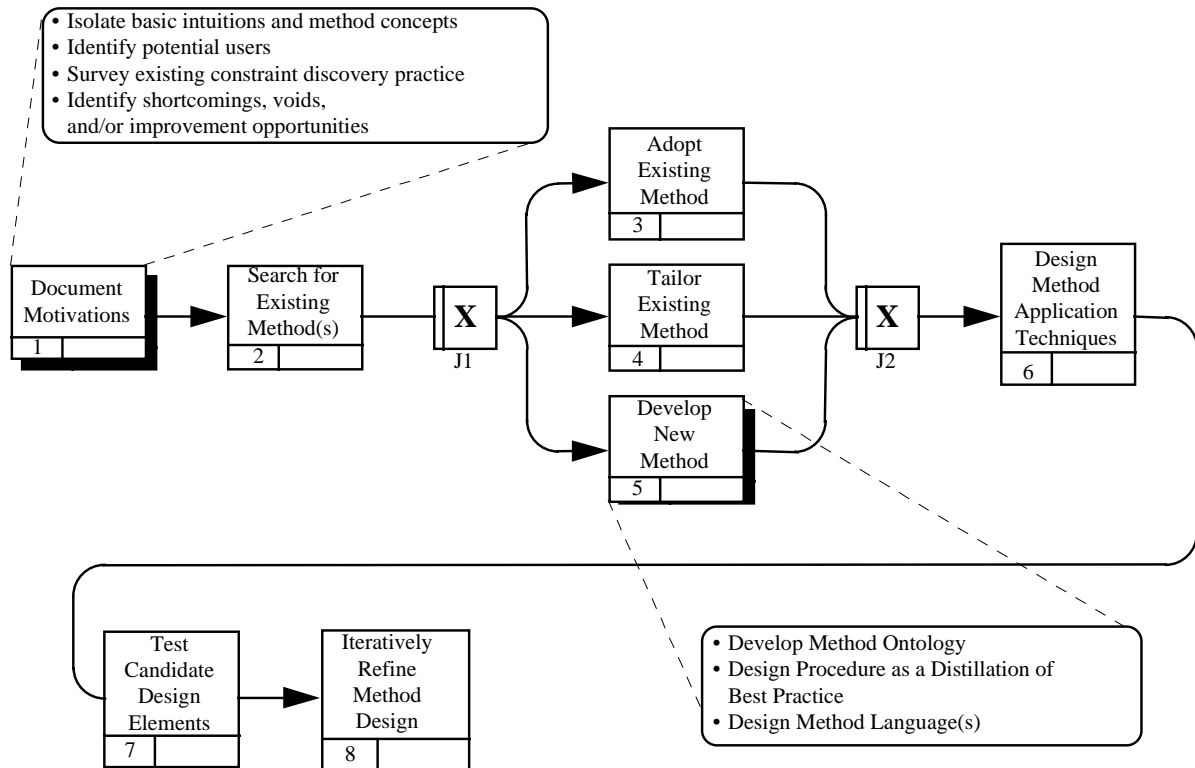 • Isolate basic intuitions and method concepts
• Identify potential users
• Survey existing constraint discovery practice
• Identify shortcomings, voids,
and/or improvement opportunities
Document
Motivations
1
Search for
Existing
Method(s)
2
X
J1
Adopt
Existing
Method
3
Tailor
Existing
Method
4
Develop
New
Method
5
X
J2
Design
Method
Application
Techniques
6
Test
Candidate
Design
Elements
7
Iteratively
Refine
Method
Design
8
• Develop Method Ontology
• Design Procedure as a Distillation of
Best Practice
• Design Method Language(s)